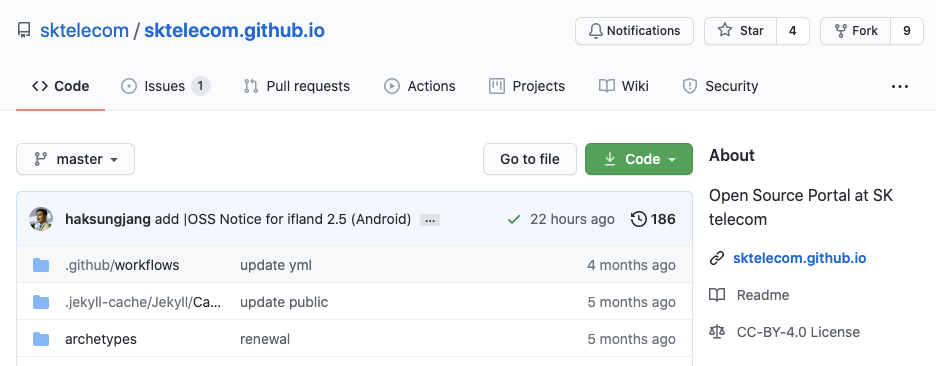 sktelecom / sktelecom.github.io Notifications Star 4 Fork 9
Code Issues 1 Pull requests Actions Projects Wiki Security ...
master Go to file Code About
Open Source Portal at SK
telecom
haksungjang add |OSS Notice for ifland 2.5 (Android) ... 22 hours ago 186
sktelecom.github.io
.github/workflows update yml 4 months ago
Readme
.jekyll-cache/Jekyll/Ca... update public 5 months ago
CC-BY-4.0 License
archetypes renewal 5 months ago